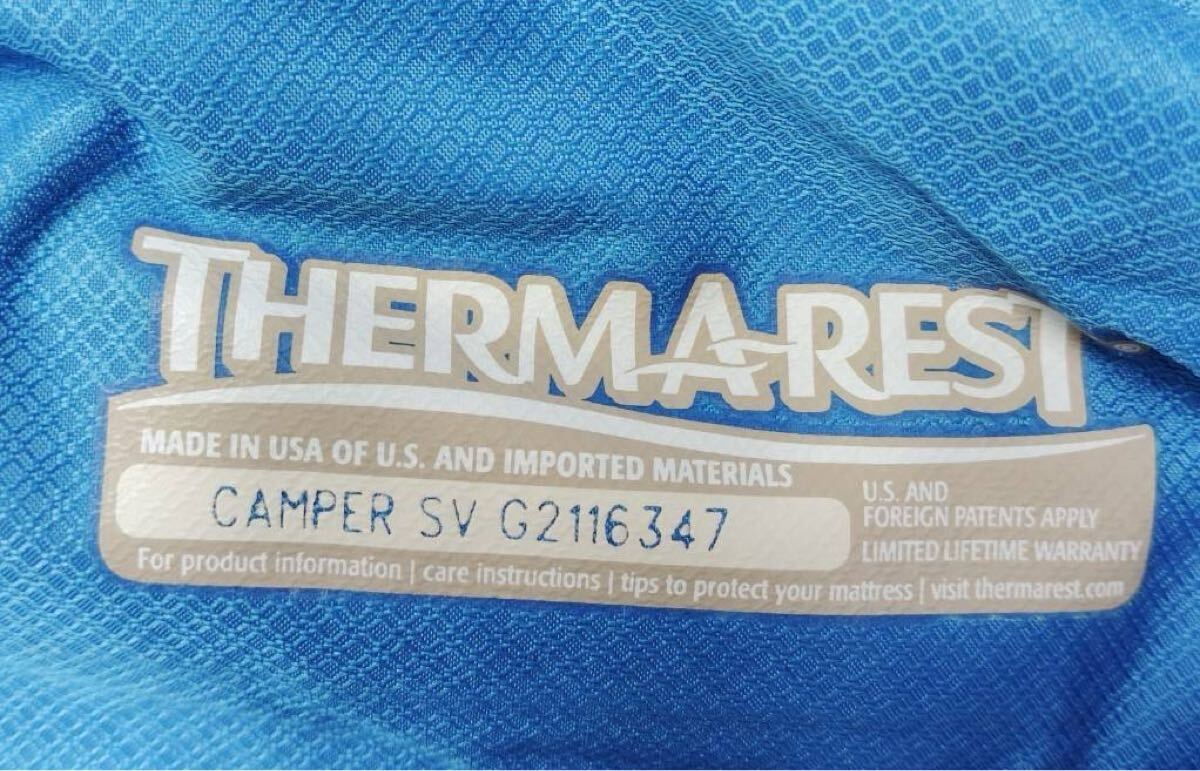 THERMAREST
MADE IN USA OF U.S. AND IMPORTED MATERIALS
CAMPER SV G2116347
U.S. AND
FOREIGN PATENTS APPLY
LIMITED LIFETIME WARRANTY
For product information | care instructions | tips to protect your mattress | visit thermarest.com